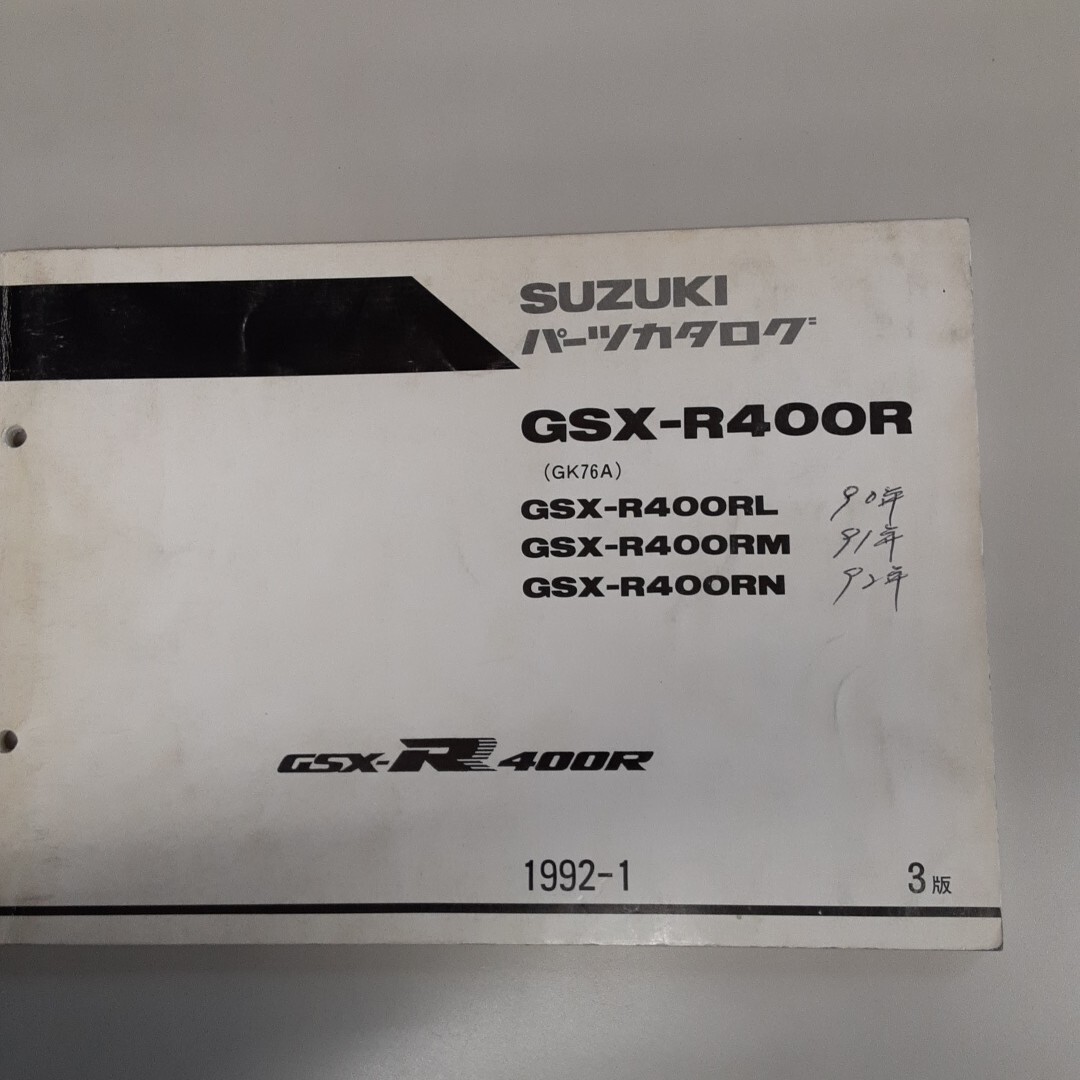 SUZUKI
パーツカタログ
GSX-R400R
(GK76A)
GSX-R400RL 90年
GSX-R400RM 91年
GSX-R400RN 92年
GSX-R400R
1992-1 3版